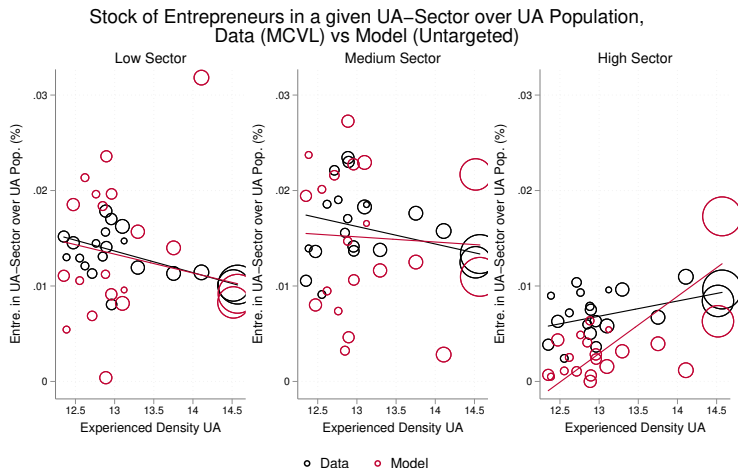 Stock of Entrepreneurs in a given UA−Sector over UA Population,
Data (MCVL) vs Model (Untargeted)
Low Sector
Entre. in UA−Sector over UA Pop. (%)
.03
.02
.01
0
12.5 13 13.5 14 14.5
Experienced Density UA
Medium Sector
Entre. in UA−Sector over UA Pop. (%)
.03
.02
.01
0
12.5 13 13.5 14 14.5
Experienced Density UA
High Sector
Entre. in UA−Sector over UA Pop. (%)
.03
.02
.01
0
12.5 13 13.5 14 14.5
Experienced Density UA
Data Model